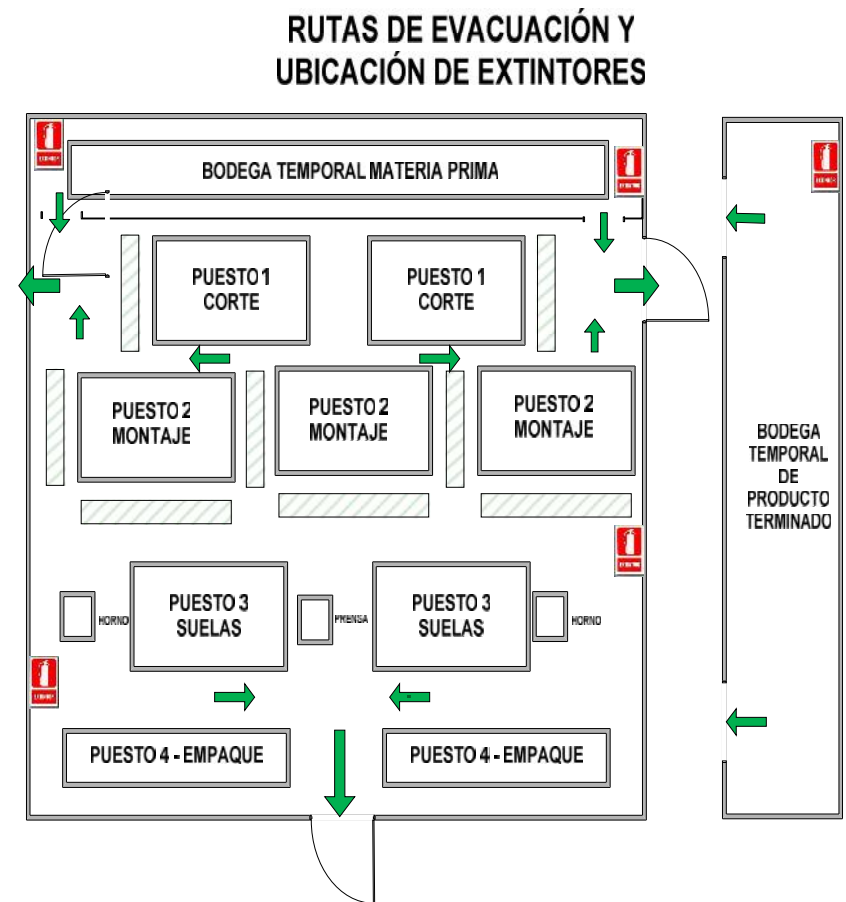 RUTAS DE EVACUACIÓN Y
UBICACIÓN DE EXTINTORES
BODEGA TEMPORAL MATERIA PRIMA
PUESTO 1
CORTE
PUESTO 1
CORTE
PUESTO 2
MONTAJE
PUESTO 2
MONTAJE
PUESTO 2
MONTAJE
BODEGA
TEMPORAL
DE
PRODUCTO
TERMINADO
HORNO
PUESTO 3
SUELAS
PRENSA
PUESTO 3
SUELAS
HORNO
PUESTO 4 - EMPAQUE
PUESTO 4 - EMPAQUE